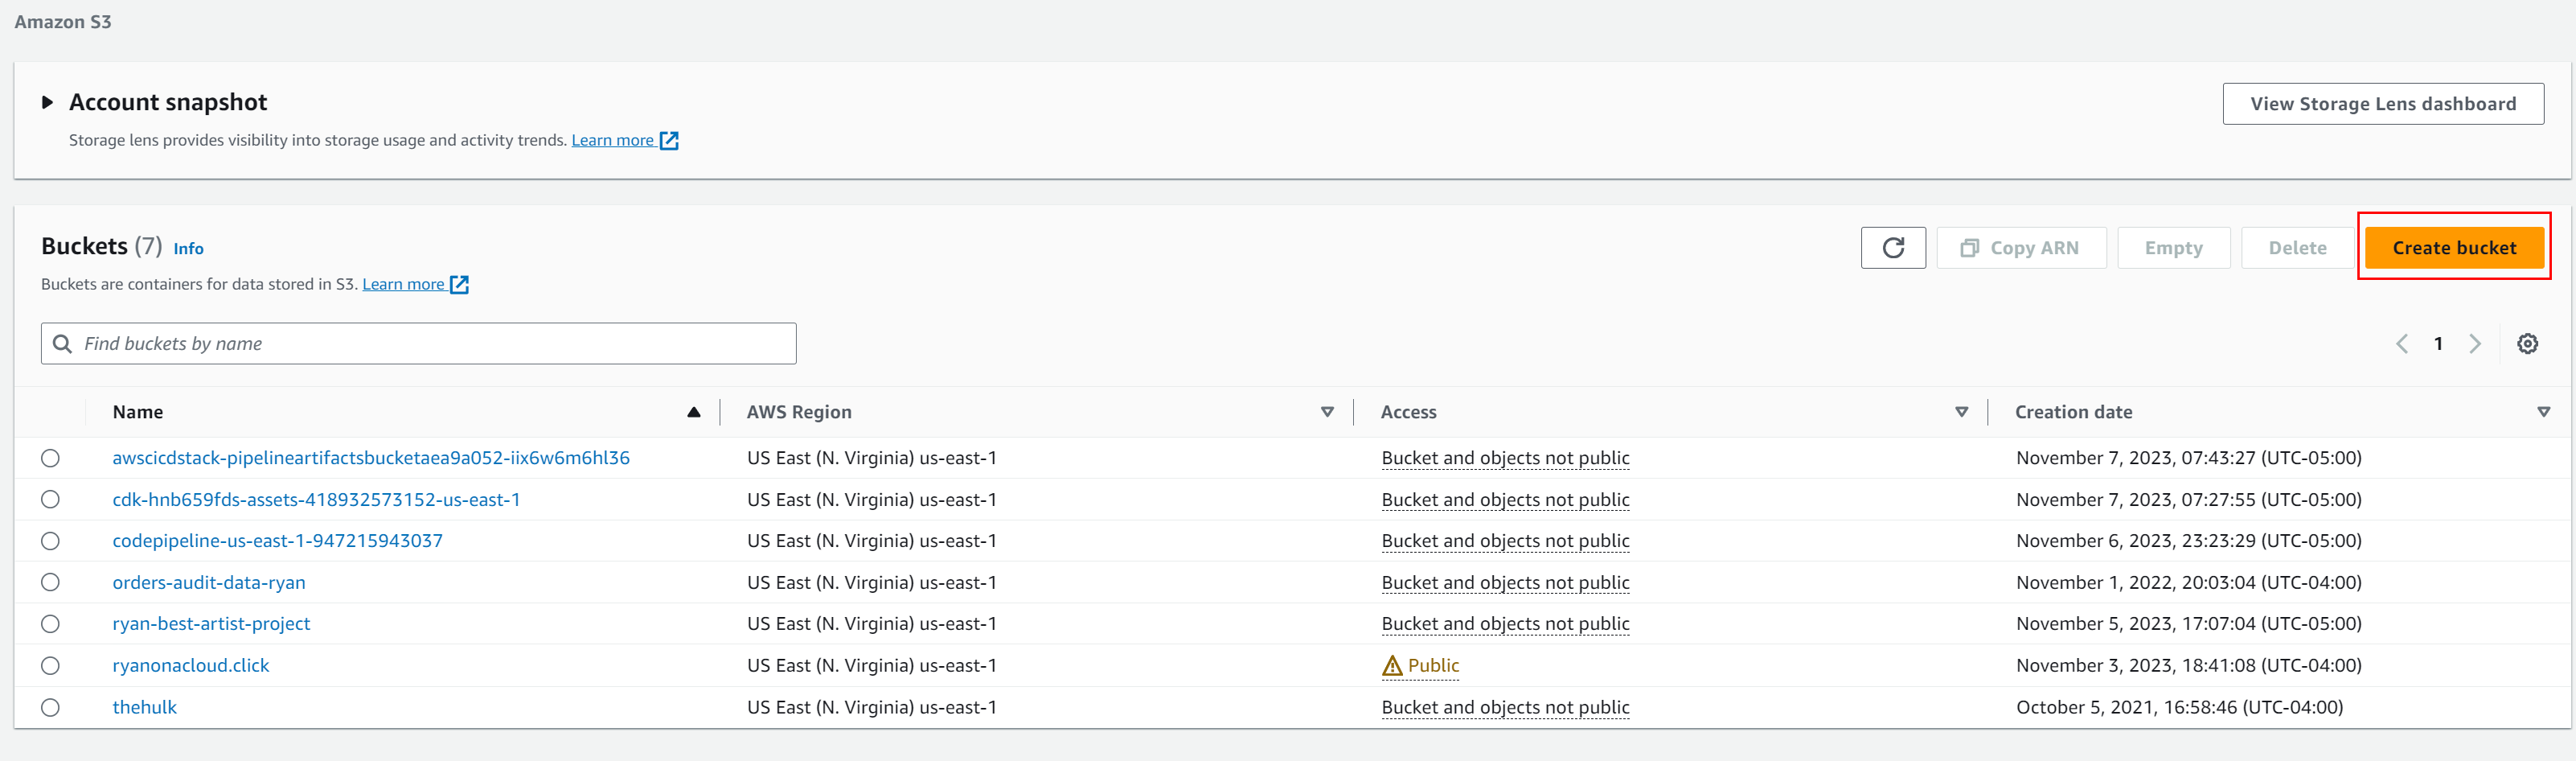 Amazon S3
Account snapshot
View Storage Lens dashboard
Storage lens provides visibility into storage usage and activity trends. Learn more
Buckets (7) Info
Copy ARN Empty Delete Create bucket
Buckets are containers for data stored in S3. Learn more
Find buckets by name
1
Name AWS Region Access Creation date
awscicdstack-pipelineartifactsbucketaea9a052-iix6w6m6hl36 US East (N. Virginia) us-east-1 Bucket and objects not public November 7, 2023, 07:43:27 (UTC-05:00)
cdk-hnb659fds-assets-418932573152-us-east-1 US East (N. Virginia) us-east-1 Bucket and objects not public November 7, 2023, 07:27:55 (UTC-05:00)
codepipeline-us-east-1-947215943037 US East (N. Virginia) us-east-1 Bucket and objects not public November 6, 2023, 23:23:29 (UTC-05:00)
orders-audit-data-ryan US East (N. Virginia) us-east-1 Bucket and objects not public November 1, 2022, 20:03:04 (UTC-04:00)
ryan-best-artist-project US East (N. Virginia) us-east-1 Bucket and objects not public November 5, 2023, 17:07:04 (UTC-05:00)
ryanonacloud.click US East (N. Virginia) us-east-1 Public November 3, 2023, 18:41:08 (UTC-04:00)
thehulk US East (N. Virginia) us-east-1 Bucket and objects not public October 5, 2021, 16:58:46 (UTC-04:00)